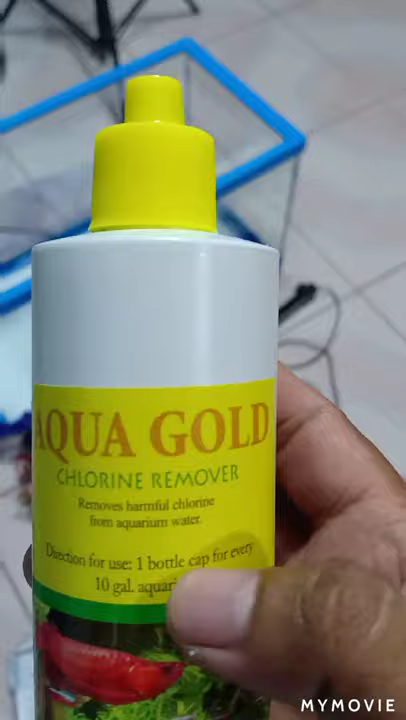 AQUA GOLD
CHLORINE REMOVER
Removes harmful chlorine
from aquarium water.
Direction for use: 1 bottle cap for every
10 gal.
MYMOVIE